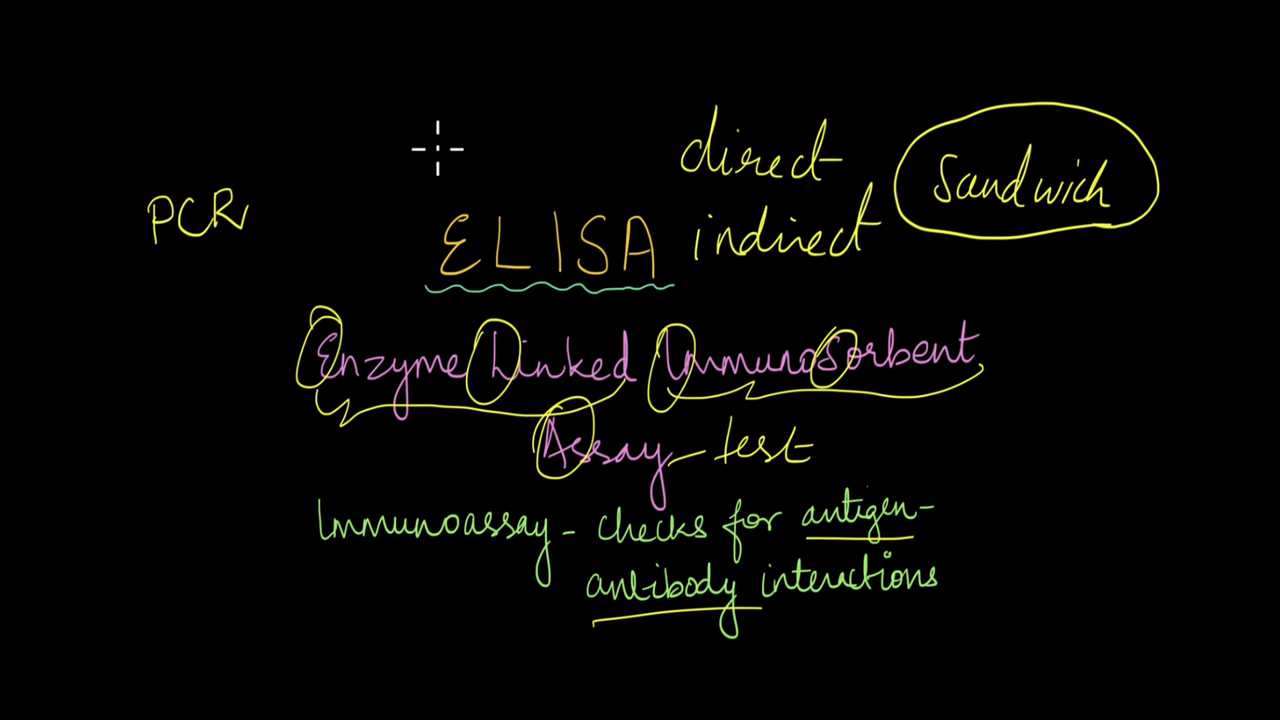 direct
Sandwich
PCR
ELISA
indirect
Enzyme Linked Immunosorbent
Assay - test
Immunoassay - checks for antigen-
antibody interactions